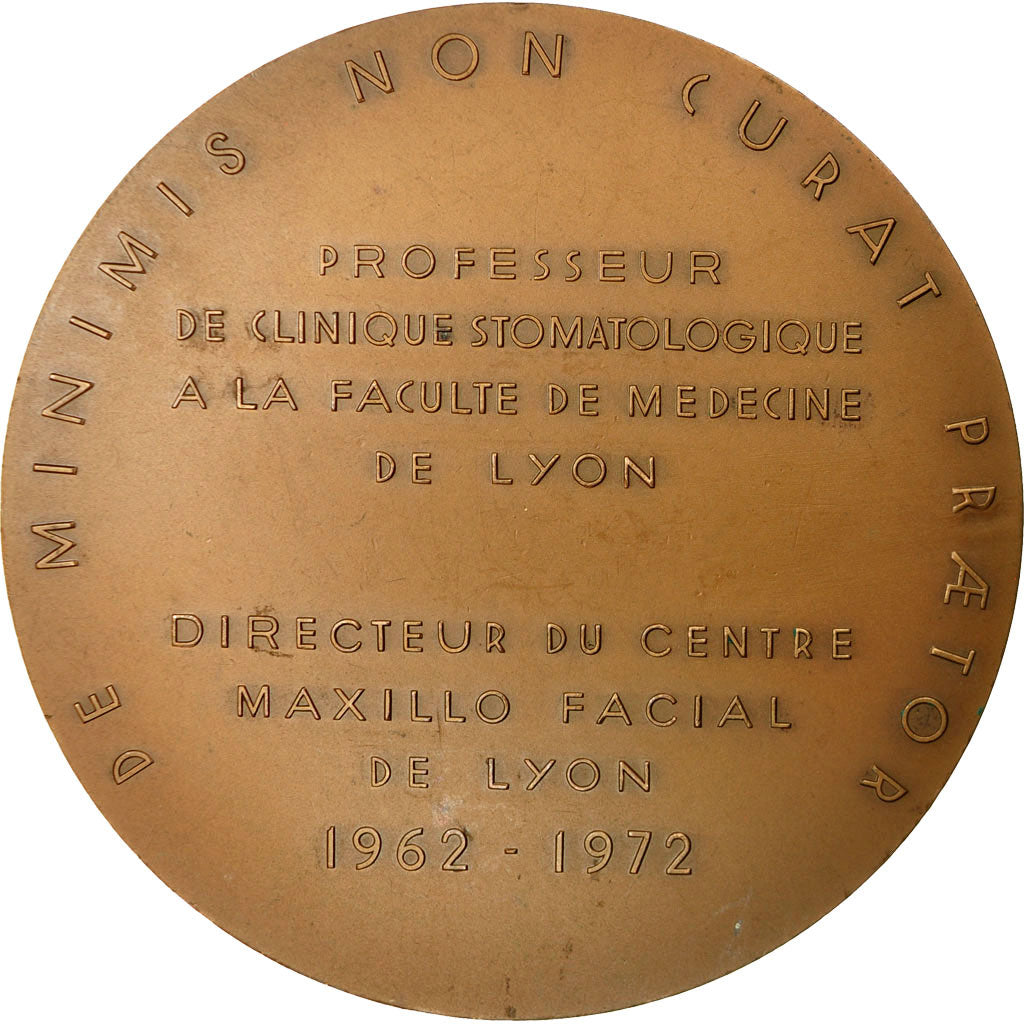 DE MINIMIS NON CURAT PRÆTOR
PROFESSEUR
DE CLINIQUE STOMATOLOGIQUE
A LA FACULTE DE MEDECINE
DE LYON
DIRECTEUR DU CENTRE
MAXILLO FACIAL
DE LYON
1962 - 1972